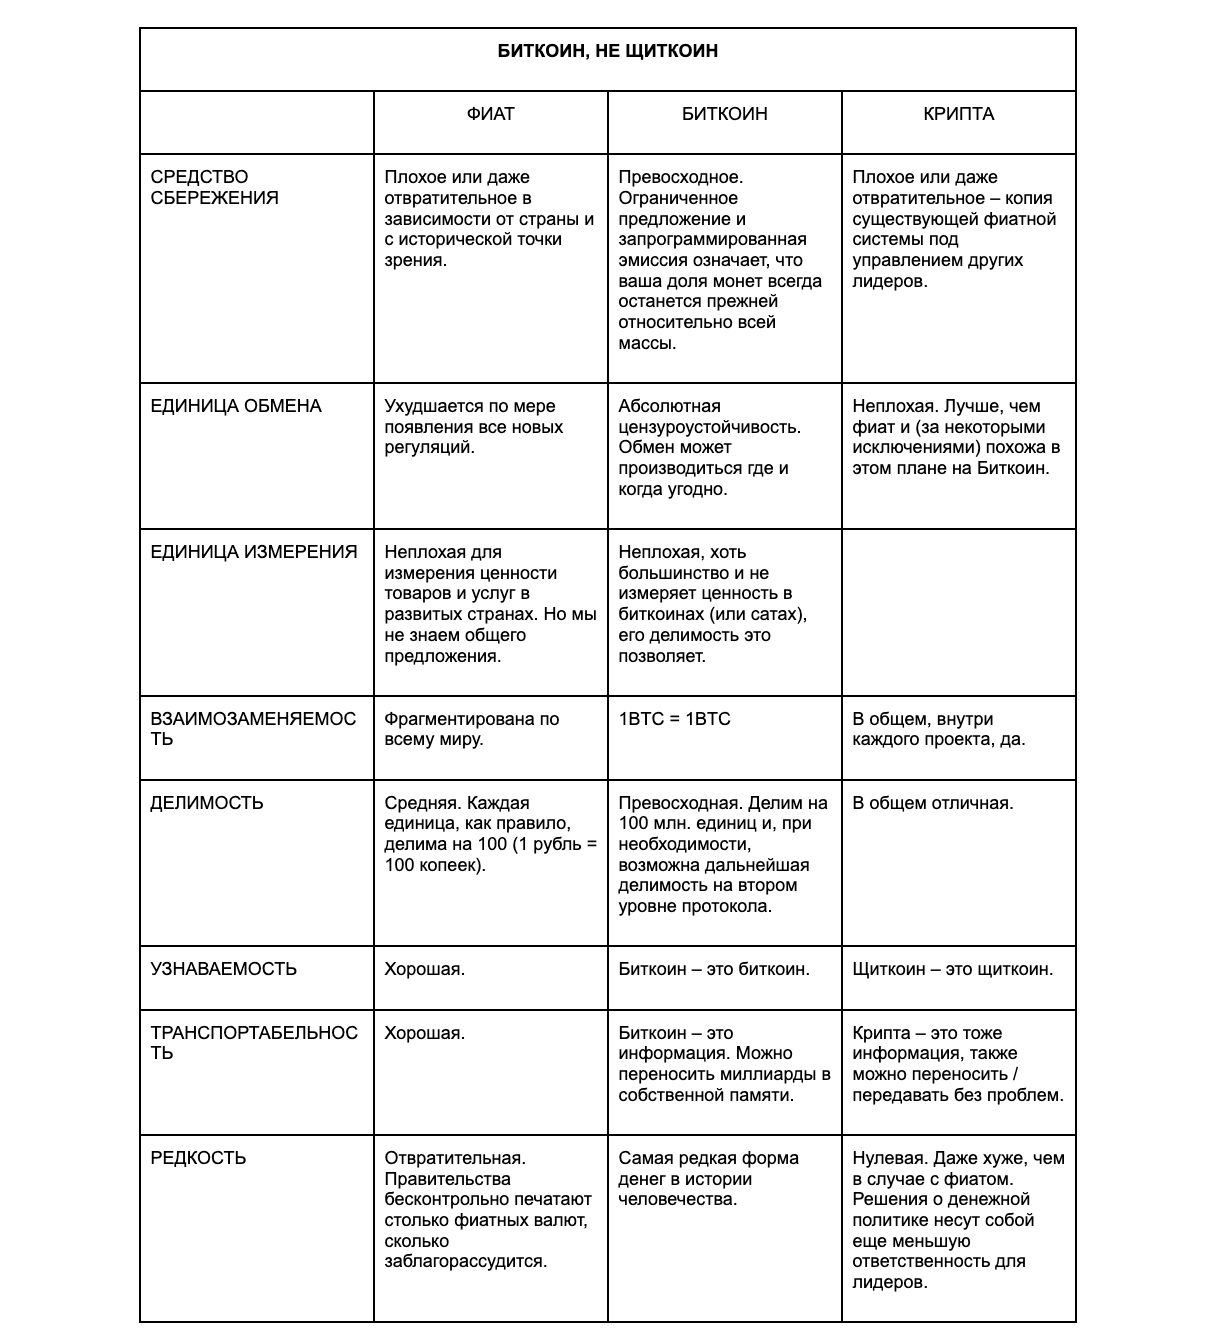 БИТКОИН, НЕ ЩИТКОИН
ФИАТ
БИТКОИН
КРИПТА
СРЕДСТВО
СБЕРЕЖЕНИЯ
Плохое или даже
отвратительное в
зависимости от страны и
с исторической точки
зрения.
Превосходное.
Ограниченное
предложение и
запрограммированная
эмиссия означает, что
ваша доля монет всегда
останется прежней
относительно всей
массы.
Плохое или даже
отвратительное – копия
существующей фиатной
системы под
управлением других
лидеров.
ЕДИНИЦА ОБМЕНА
Ухудшается по мере
появления все новых
регуляций.
Абсолютная
цензуроустойчивость.
Обмен может
производиться где и
когда угодно.
Неплохая. Лучше, чем
фиат и (за некоторыми
исключениями) похожа в
этом плане на Биткоин.
ЕДИНИЦА ИЗМЕРЕНИЯ
Неплохая для
измерения ценности
товаров и услуг в
развитых странах. Но мы
не знаем общего
предложения.
Неплохая, хоть
большинство и не
измеряет ценность в
биткоинах (или сатах),
его делимость это
позволяет.
ВЗАИМОЗАМЕНЯЕМОС
ТЬ
Фрагментирована по
всему миру.
1BTC = 1BTC
В общем, внутри
каждого проекта, да.
ДЕЛИМОСТЬ
Средняя. Каждая
единица, как правило,
делима на 100 (1 рубль =
100 копеек).
Превосходная. Делим на
100 млн. единиц и, при
необходимости,
возможна дальнейшая
делимость на втором
уровне протокола.
В общем отличная.
УЗНАВАЕМОСТЬ
Хорошая.
Биткоин – это биткоин.
Щиткоин – это щиткоин.
ТРАНСПОРТАБЕЛЬНОС
ТЬ
Хорошая.
Биткоин – это
информация. Можно
переносить миллиарды в
собственной памяти.
Крипта – это тоже
информация, также
можно переносить /
передавать без проблем.
РЕДКОСТЬ
Отвратительная.
Правительства
бесконтрольно печатают
столько фиатных валют,
сколько
заблагорассудится.
Самая редкая форма
денег в истории
человечества.
Нулевая. Даже хуже, чем
в случае с фиатом.
Решения о денежной
политике несут собой
еще меньшую
ответственность для
лидеров.